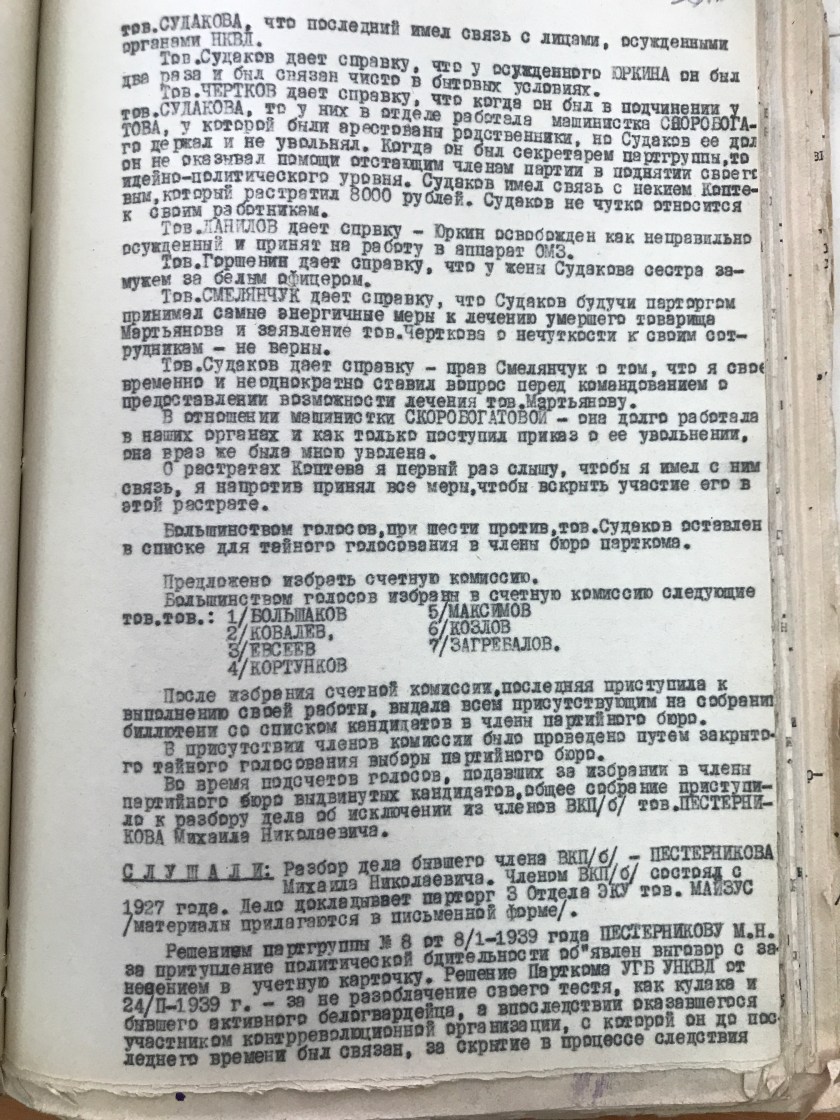 тов.СУДАКОВА, что последний имел связь с лицами, осужденными
органами НКВД.
Тов.Судаков дает справку, что у осужденного ЮРКИНА он был
два раза и был связан чисто в бытовых условиях.
Тов.ЧЕРТКОВ дает справку, что когда он был в подчинении у
тов.СУДАКОВА, то у них в отделе работала машинистка СКОРОБОГА-
ТОВА, у которой были арестованы родственники, но Судаков ее дол
го держал и не увольнял. Когда он был секретарем партгруппы,то
он не оказывал помощи отстающим членам партии в поднятии своего
идейно-политического уровня. Судаков имел связь с некием Копте-
вым,который растратил 8000 рублей. Судаков не чутко относится
к своим работникам.
Тов.ДАНИЛОВ дает спрвку - Юркин освобожден как неправильно
осужденный и принят на работу в аппарат ОМЗ.
Тов.Горшенин дает справку, что у жены Судакова сестра за-
мужем за белым офицером.
Тов.СМЕЛЯНЧУК дает справку, что Судаков будучи парторгом
принимал самые энергичные меры к лечению умершего товарища
Мартьянова и заявление тов.Черткова о нечуткости к своим сот-
рудникам - не верны.
Тов.Судаков дает справку - прав Смелянчук о том, что я свое
временно и неоднократно ставил вопрос перед командованием о
предоставлении возможности лечения тов.Мартьянову.
В отношении машинистки СКОРОБОГАТОВОЙ - она долго работала
в наших органах и как только поступил приказ о ее увольнении,
она враз же была мною уволена.
О растратах Коптева я первый раз слышу, чтобы я имел с ним
связь, я напротив принял все меры,чтобы вскрыть участие его в
этой растрате.
Большинством голосов,при шести против,тов.Судаков оставлен
в списке для тайного голосования в члены бюро парткома.
Предложено избрать счетную комиссию.
Большинством голосов избраны в счетную комиссию следующие
тов.тов.: 1/БОЛЬШАКОВ 5/МАКСИМОВ
2/КОВАЛЕВ, 6/КОЗЛОВ
3/ЕВСЕЕВ 7/ЗАГРЕБАЛОВ.
4/КОРТУНКОВ
После избрания счетной комиссии,последняя приступила к
выполнению своей работы, выдала всем присутствующим на собрании
биллютени со списком кандидатов в члены партийного бюро.
В присутствии членов комиссии было проведено путем закрыто-
го тайного голосования выборы партийного бюро.
Во время подсчетов голосов, подавших за избрании в члены
партийного бюро выдвинутых кандидатов,общее собрание приступи-
ло к разбору дела об исключении из членов ВКП/б/ тов.ПЕСТЕРНИ-
КОВА Михаила Николаевича.
С Л У Ш А Л И: Разбор дела бывшего члена ВКП/б/ - ПЕСТЕРНИКОВА
Михаила Николаевича. Членом ВКП/б/ состоял с
1927 года. Дело докладывает парторг 3 Отдела ЭКУ тов. МАЙЗУС
/материалы прилагаются в письменной форме/.
Решением партгруппы № 8 от 8/1-1939 года ПЕСТЕРНИКОВУ М.Н.
за притупление политической бдительности об"явлен выговор с за-
несением в учетную карточку. Решение Парткома УГБ УНКВД от
24/П-1939 г. - за не разоблачение своего тестя, как кулака и
бывшего активного белогвардейца, а впоследствии оказавшегося
участником контрреволюционной организации, с которой он до пос-
леднего времени был связан, за скрытие в процессе следствия